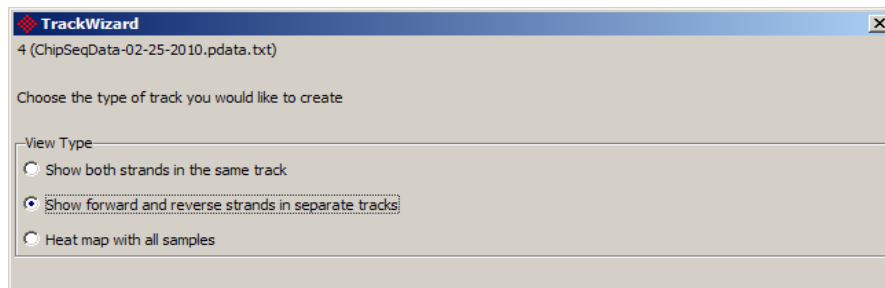 TrackWizard
4 (ChipSeqData-02-25-2010.pdata.txt)
Choose the type of track you would like to create
View Type
Show both strands in the same track
Show forward and reverse strands in separate tracks
Heat map with all samples